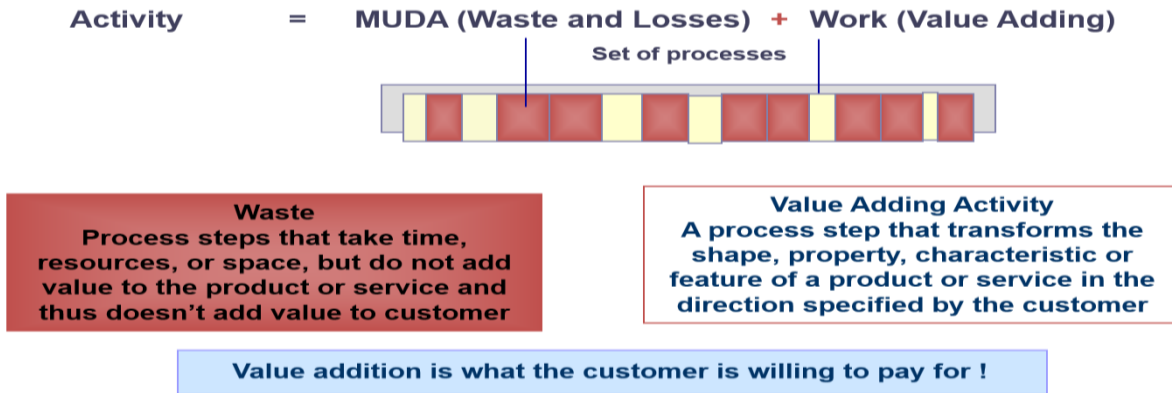 Activity = MUDA (Waste and Losses) + Work (Value Adding)
Set of processes
Waste
Process steps that take time,
resources, or space, but do not add
value to the product or service and
thus doesn’t add value to customer
Value Adding Activity
A process step that transforms the
shape, property, characteristic or
feature of a product or service in the
direction specified by the customer
Value addition is what the customer is willing to pay for !